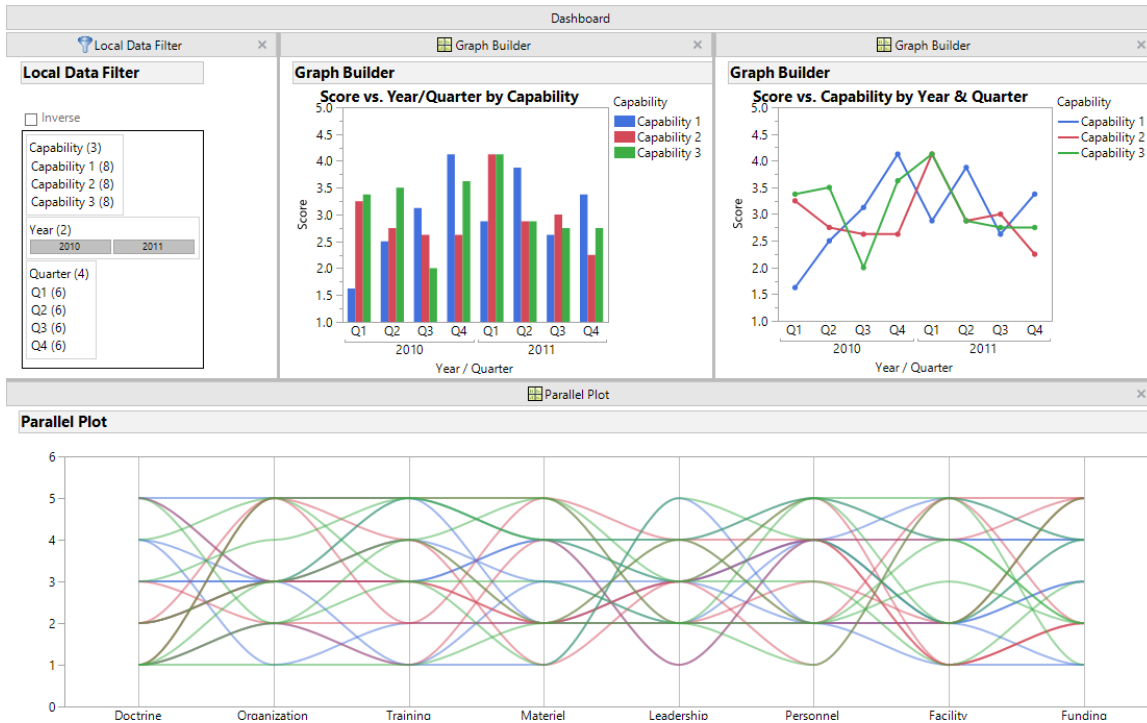 Dashboard
Local Data Filter
Graph Builder
Graph Builder
Local Data Filter
Inverse
Capability (3)
Capability 1 (8)
Capability 2 (8)
Capability 3 (8)
Year (2)
2010 2011
Quarter (4)
Q1 (6)
Q2 (6)
Q3 (6)
Q4 (6)
Graph Builder
Score vs. Year/Quarter by Capability
Capability
Capability 1
Capability 2
Capability 3
Score
5.0
4.5
4.0
3.5
3.0
2.5
2.0
1.5
1.0
Q1 Q2 Q3 Q4 Q1 Q2 Q3 Q4
2010 2011
Year / Quarter
Graph Builder
Score vs. Capability by Year & Quarter
Capability
Capability 1
Capability 2
Capability 3
Score
5.0
4.5
4.0
3.5
3.0
2.5
2.0
1.5
1.0
Q1 Q2 Q3 Q4 Q1 Q2 Q3 Q4
2010 2011
Year / Quarter
Parallel Plot
Parallel Plot
6
5
4
3
2
1
0
Doctrine Organization Training Materiel Leadership Personnel Facility Funding